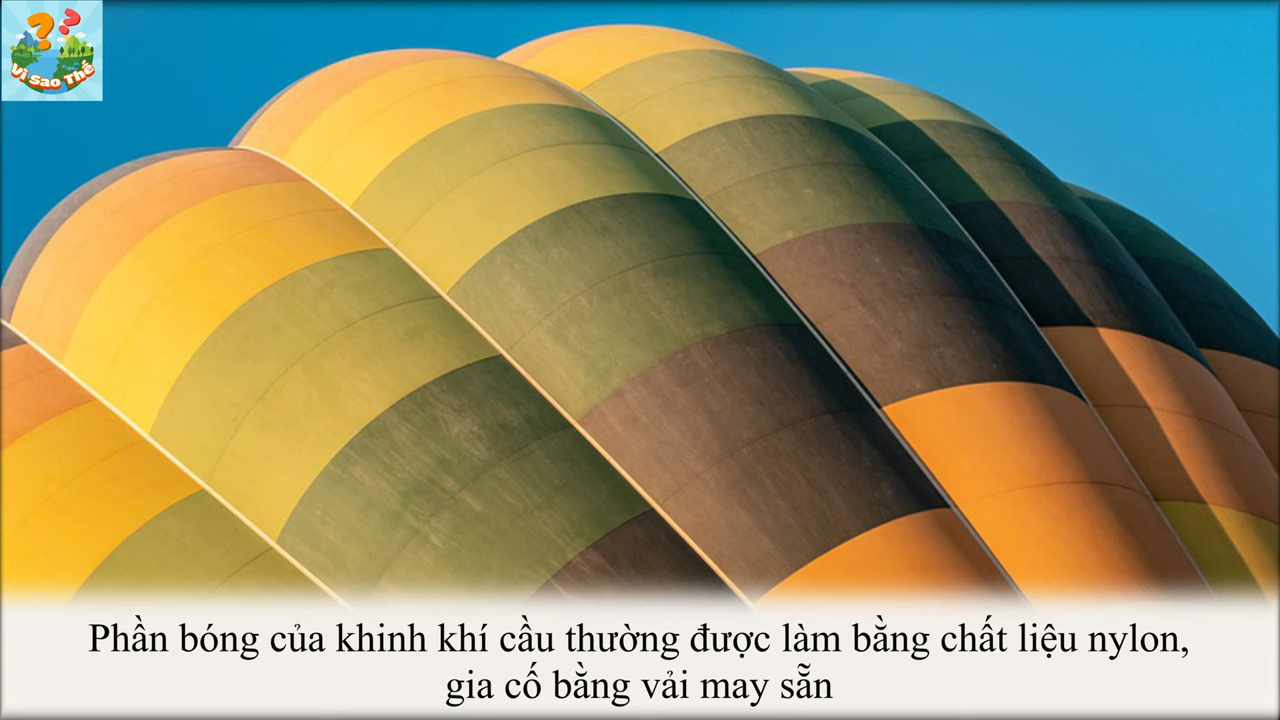 ??
Vì Sao Thế
Phần bóng của khinh khí cầu thường được làm bằng chất liệu nylon,
gia cố bằng vải may sẵn